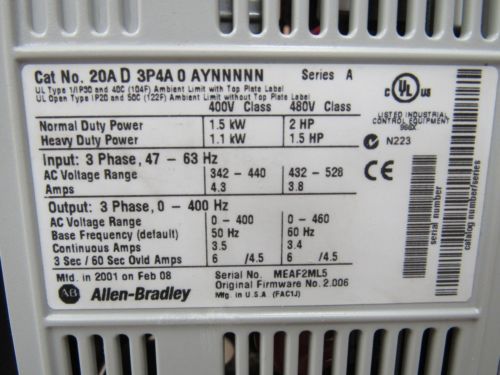 Cat No. 20A D 3P4A 0 AYNNNNN Series A
UL Type 1/IP30 and 40C (104F) Ambient Limit with Top Plate Label
UL Open Type IP20 and 50C (122F) Ambient Limit without Top Plate Label
400V Class 480V Class
Normal Duty Power 1.5 kW 2 HP
Heavy Duty Power 1.1 kW 1.5 HP
Input: 3 Phase, 47 – 63 Hz
AC Voltage Range 342 – 440 432 – 528
Amps 4.3 3.8
Output: 3 Phase, 0 – 400 Hz
AC Voltage Range 0 – 400 0 – 460
Base Frequency (default) 50 Hz 60 Hz
Continuous Amps 3.5 3.4
3 Sec / 60 Sec Ovld Amps 6 /4.5 6 /4.5
Mfd. in 2001 on Feb 08 Serial No. MEAF2ML5
Original Firmware No. 2.006
AB Allen-Bradley Mfg. in U.S.A (FAC1J)
C UL US
LISTED INDUSTRIAL
CONTROL EQUIPMENT
966X
N223
CE
serial number
catalog number/series